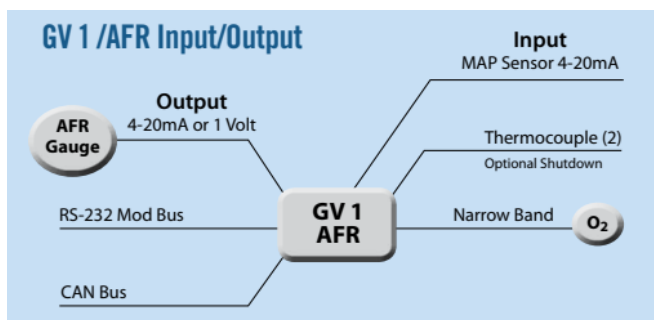 GV 1 /AFR Input/Output
Input
MAP Sensor 4-20mA
Output
4-20mA or 1 Volt
AFR
Gauge
Thermocouple (2)
Optional Shutdown
RS-232 Mod Bus
GV 1
AFR
Narrow Band
O₂
CAN Bus